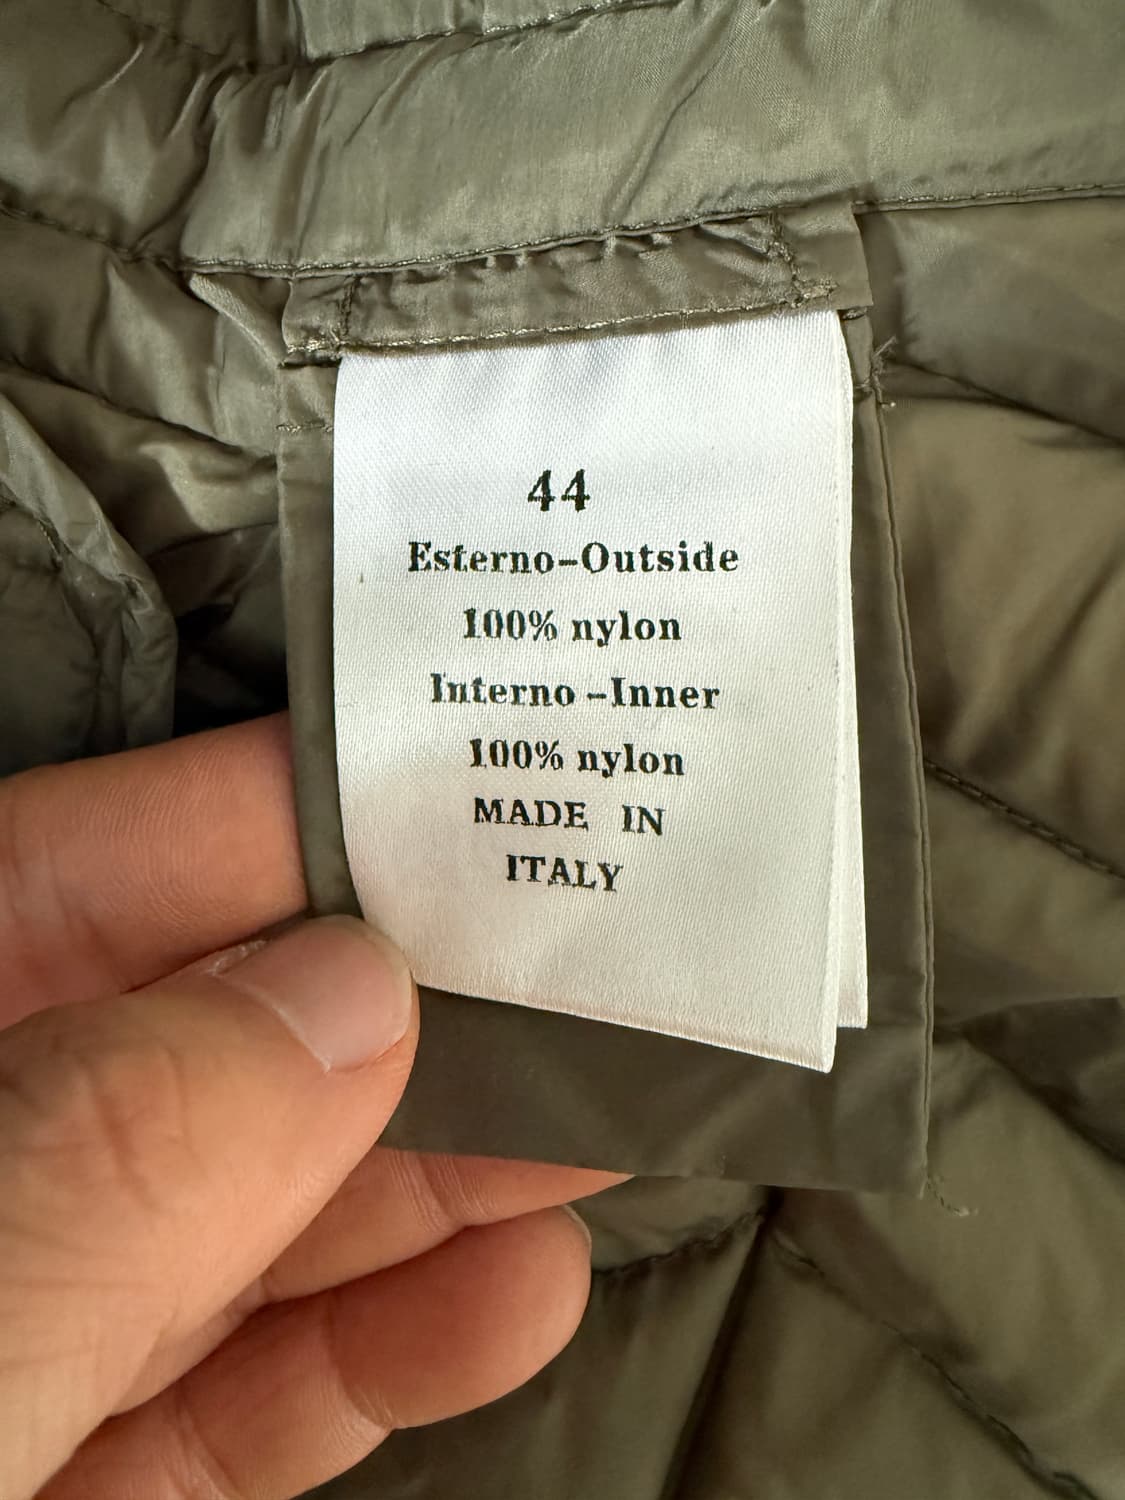 44
Esterno-Outside
100% nylon
Interno -Inner
100% nylon
MADE IN
ITALY